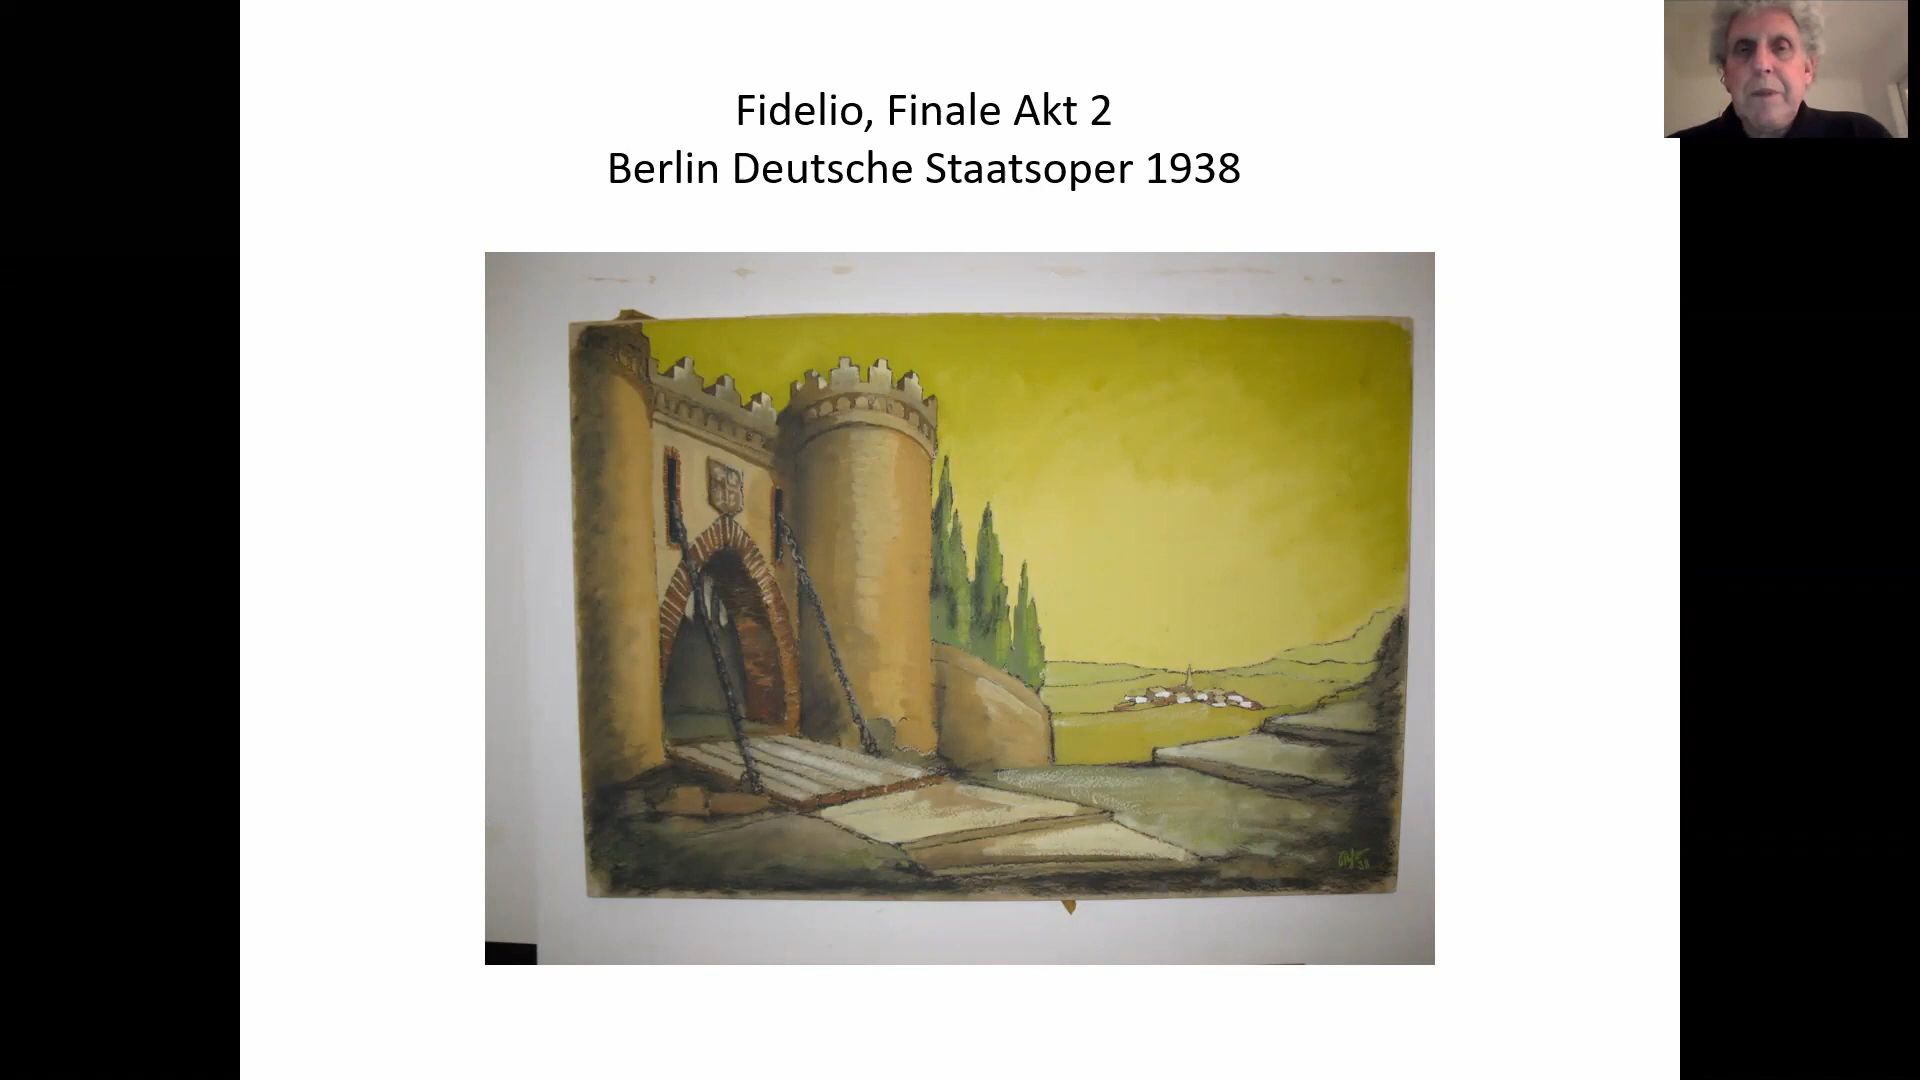 Fidelio, Finale Akt 2
Berlin Deutsche Staatsoper 1938